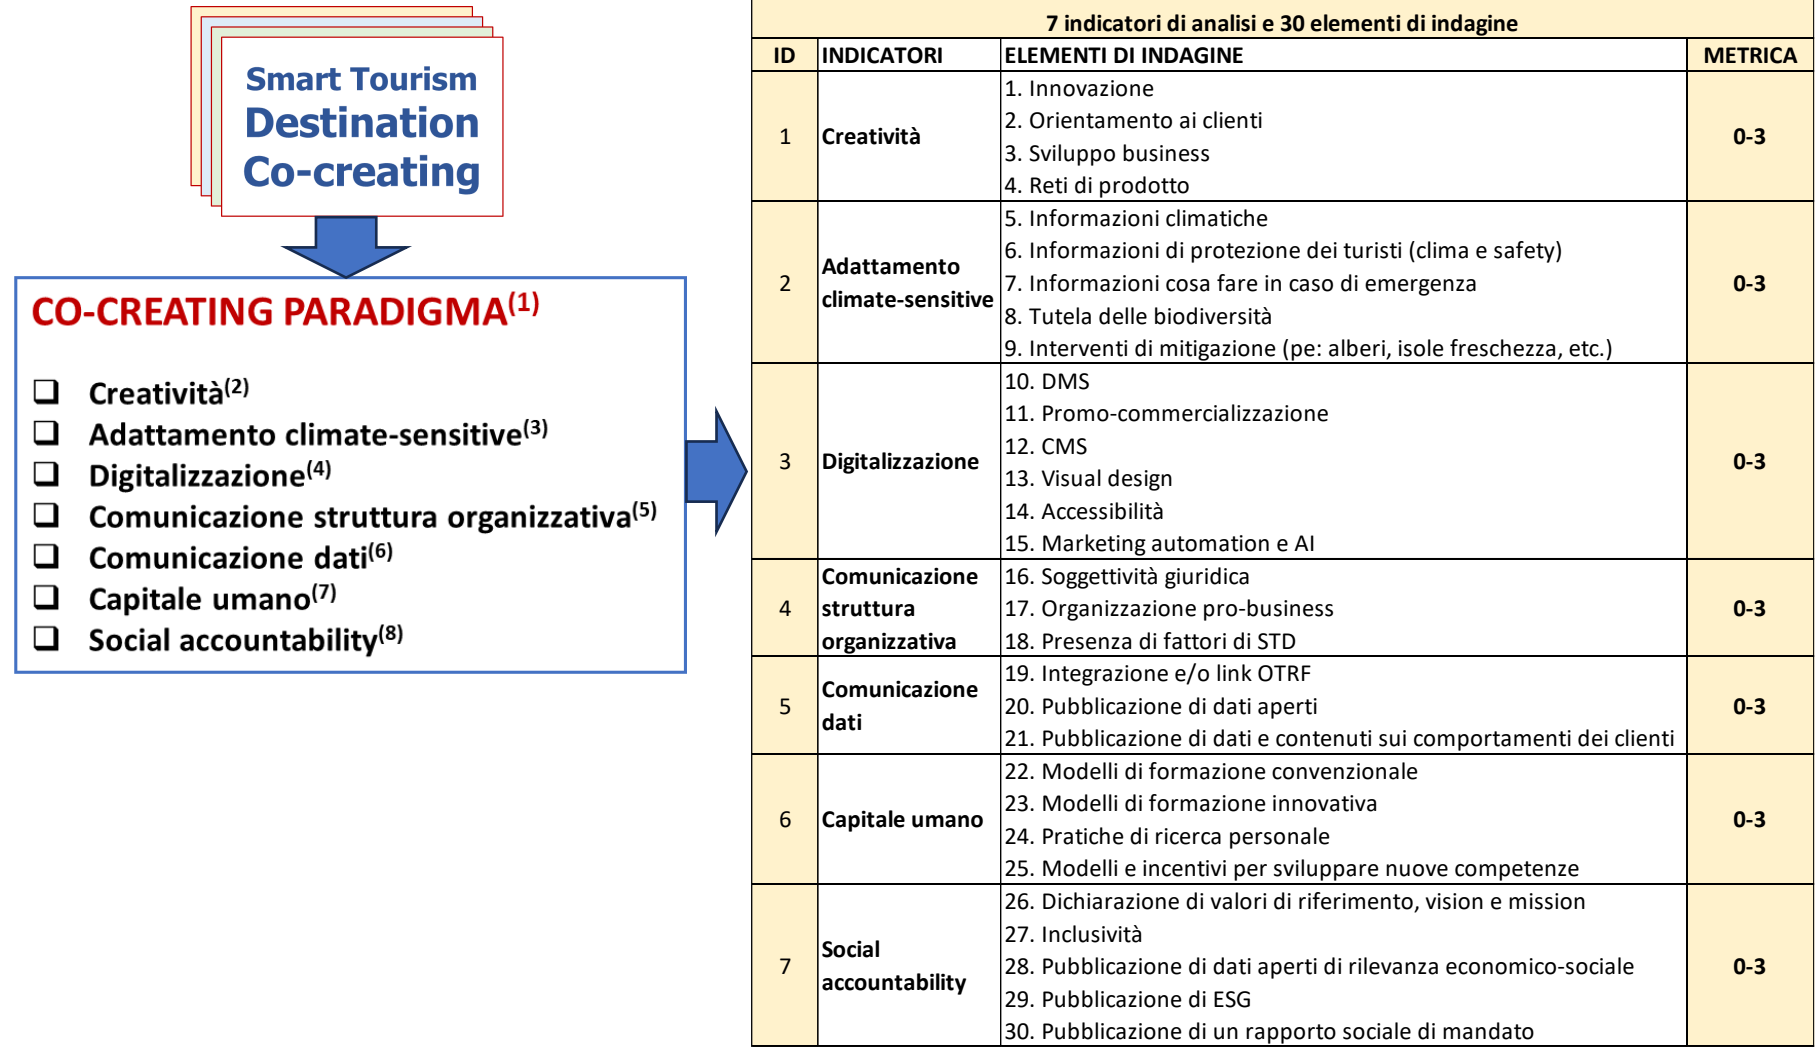 Smart Tourism
Destination
Co-creating
CO-CREATING PARADIGMA(1)
Creatività(2)
Adattamento climate-sensitive(3)
Digitalizzazione(4)
Comunicazione struttura organizzativa(5)
Comunicazione dati(6)
Capitale umano(7)
Social accountability(8)
7 indicatori di analisi e 30 elementi di indagine
ID INDICATORI ELEMENTI DI INDAGINE METRICA
1 Creatività 0-3
1. Innovazione
2. Orientamento ai clienti
3. Sviluppo business
4. Reti di prodotto
2 Adattamento
climate-sensitive 0-3
5. Informazioni climatiche
6. Informazioni di protezione dei turisti (clima e safety)
7. Informazioni cosa fare in caso di emergenza
8. Tutela delle biodiversità
9. Interventi di mitigazione (pe: alberi, isole freschezza, etc.)
3 Digitalizzazione 0-3
10. DMS
11. Promo-commercializzazione
12. CMS
13. Visual design
14. Accessibilità
15. Marketing automation e AI
4 Comunicazione
struttura
organizzativa 0-3
16. Soggettività giuridica
17. Organizzazione pro-business
18. Presenza di fattori di STD
5 Comunicazione
dati 0-3
19. Integrazione e/o link OTRF
20. Pubblicazione di dati aperti
21. Pubblicazione di dati e contenuti sui comportamenti dei clienti
6 Capitale umano 0-3
22. Modelli di formazione convenzionale
23. Modelli di formazione innovativa
24. Pratiche di ricerca personale
25. Modelli e incentivi per sviluppare nuove competenze
7 Social
accountability 0-3
26. Dichiarazione di valori di riferimento, vision e mission
27. Inclusività
28. Pubblicazione di dati aperti di rilevanza economico-sociale
29. Pubblicazione di ESG
30. Pubblicazione di un rapporto sociale di mandato